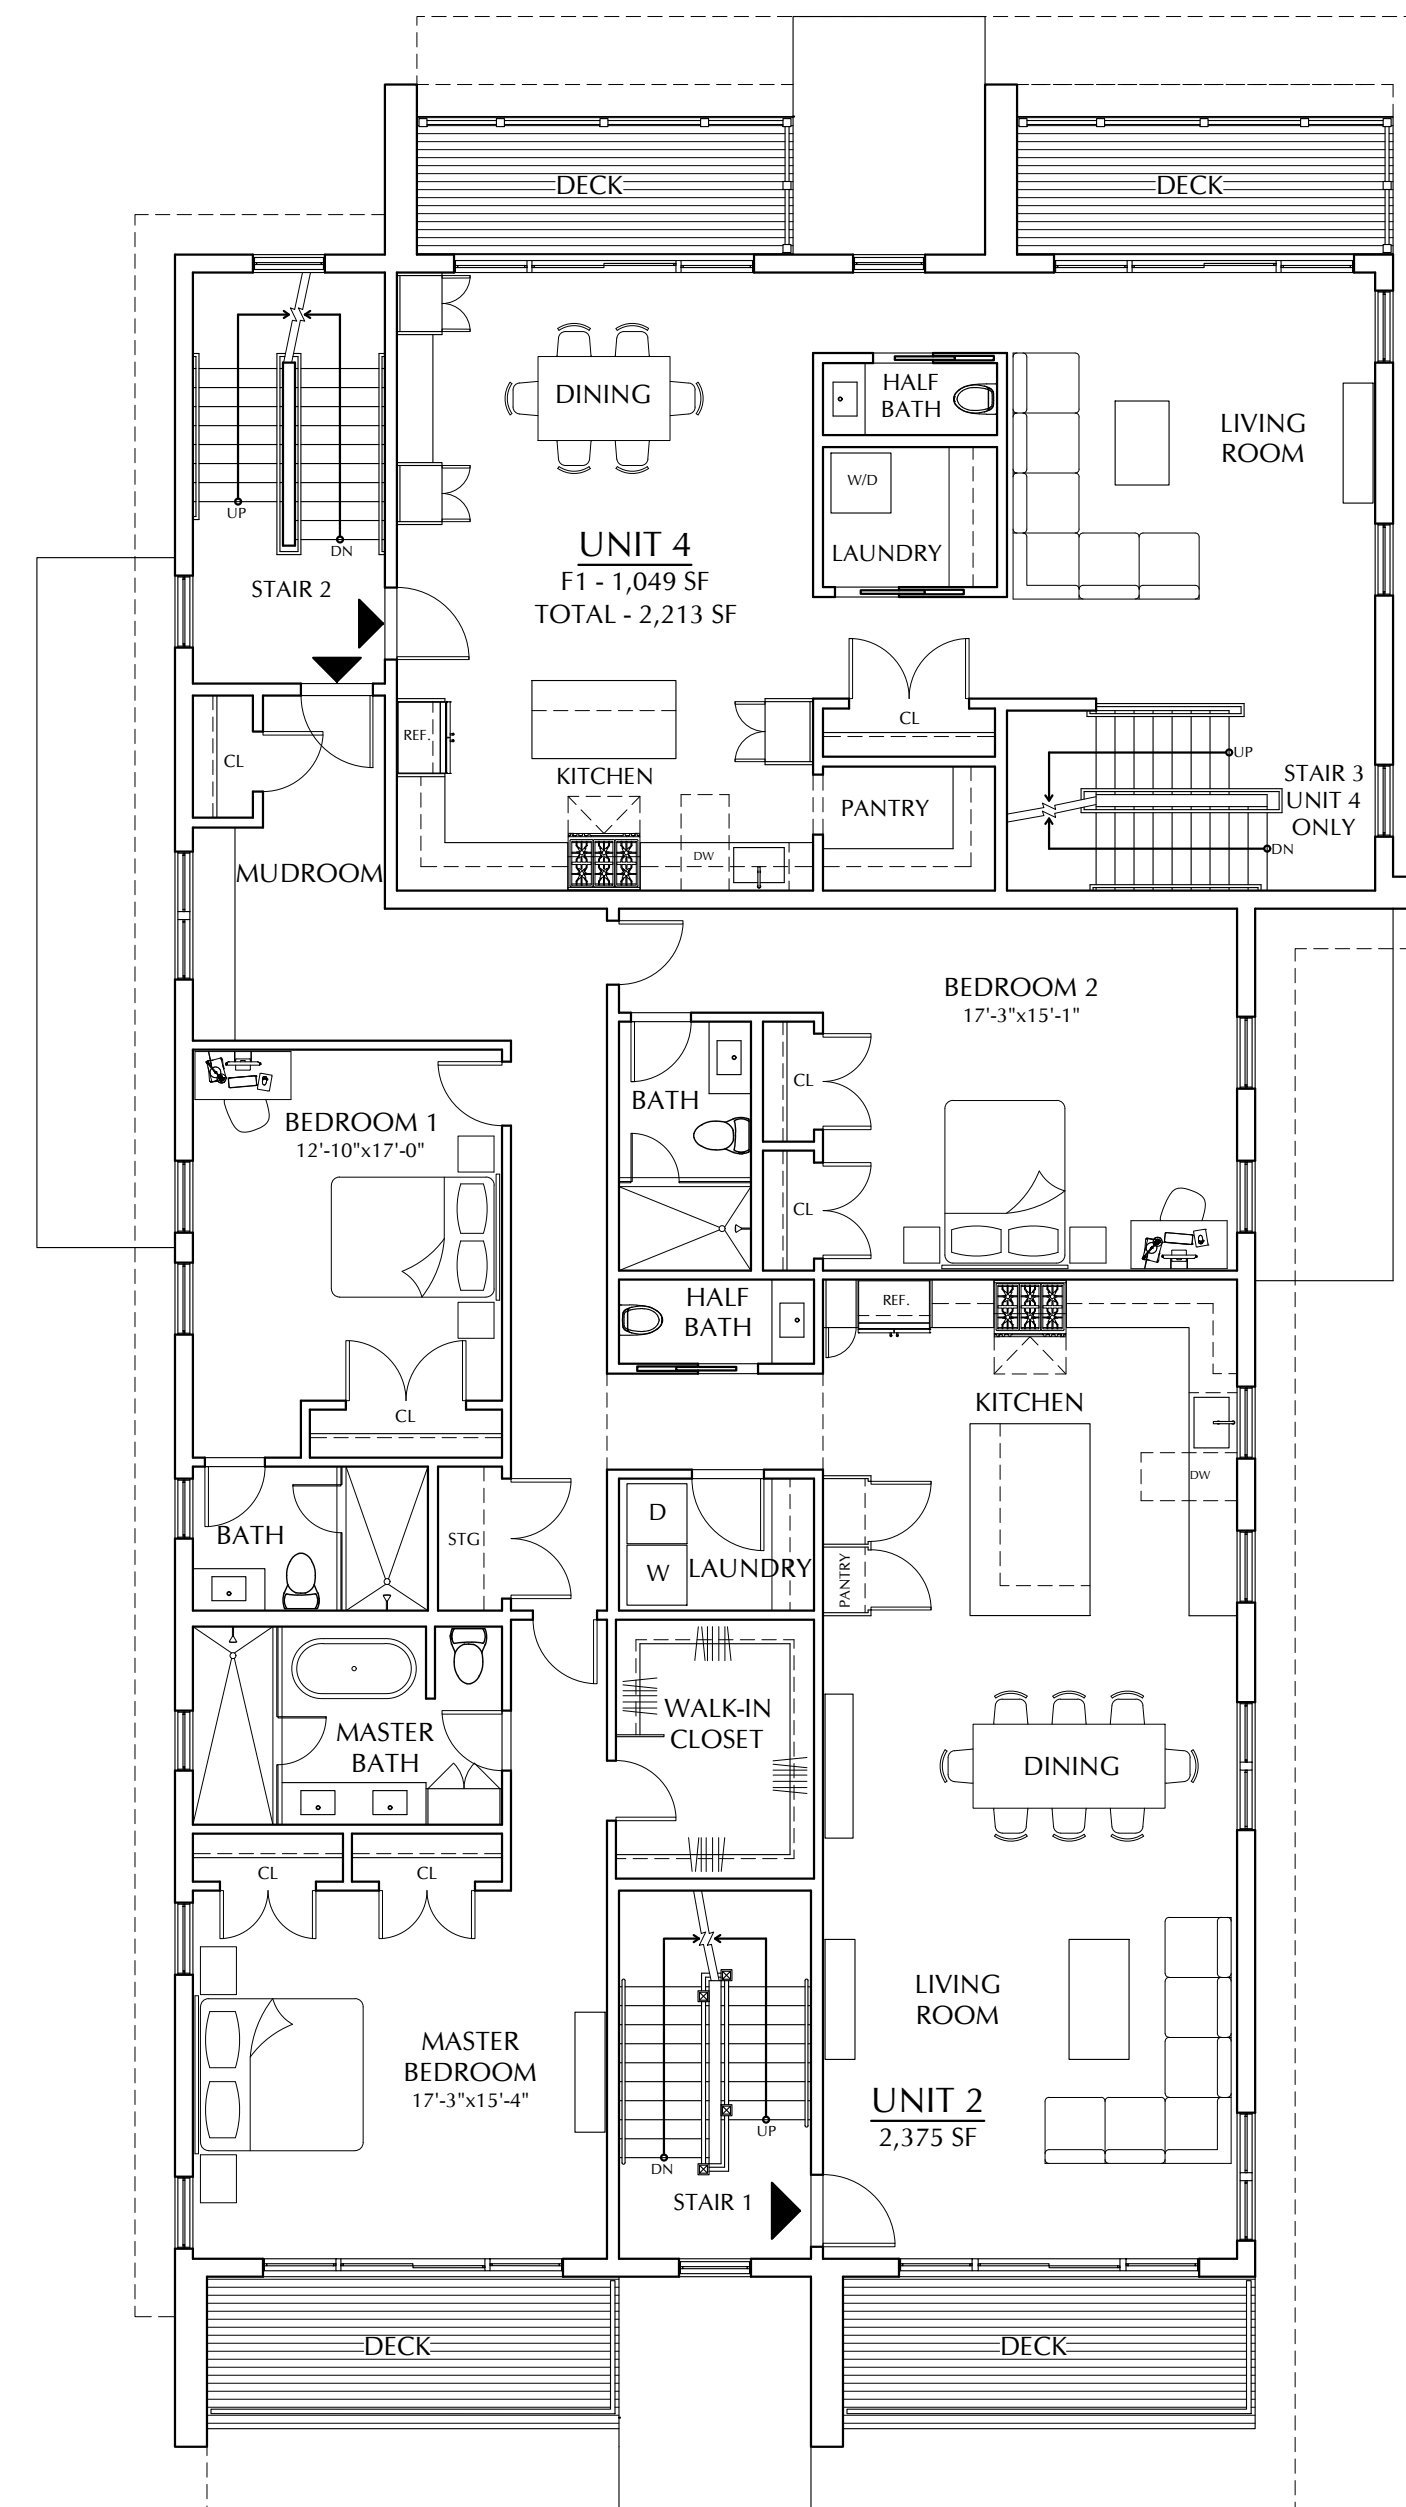 DECK
DECK
DINING
HALF
BATH
LIVING
ROOM
W/D
UP
DN
LAUNDRY
UNIT 4
F1 - 1,049 SF
TOTAL - 2,213 SF
STAIR 2
REF.
CL
CL
KITCHEN
UP
STAIR 3
UNIT 4
ONLY
PANTRY
DW
DN
MUDROOM
BEDROOM 2
17'-3"x15'-1"
CL
BATH
BEDROOM 1
12'-10"x17'-0"
CL
HALF
BATH
REF.
KITCHEN
CL
DW
D
W
LAUNDRY
BATH
STG
PANTRY
WALK-IN
CLOSET
MASTER
BATH
DINING
CL
CL
LIVING
ROOM
MASTER
BEDROOM
17'-3"x15'-4"
UNIT 2
2,375 SF
UP
DN
STAIR 1
DECK
DECK